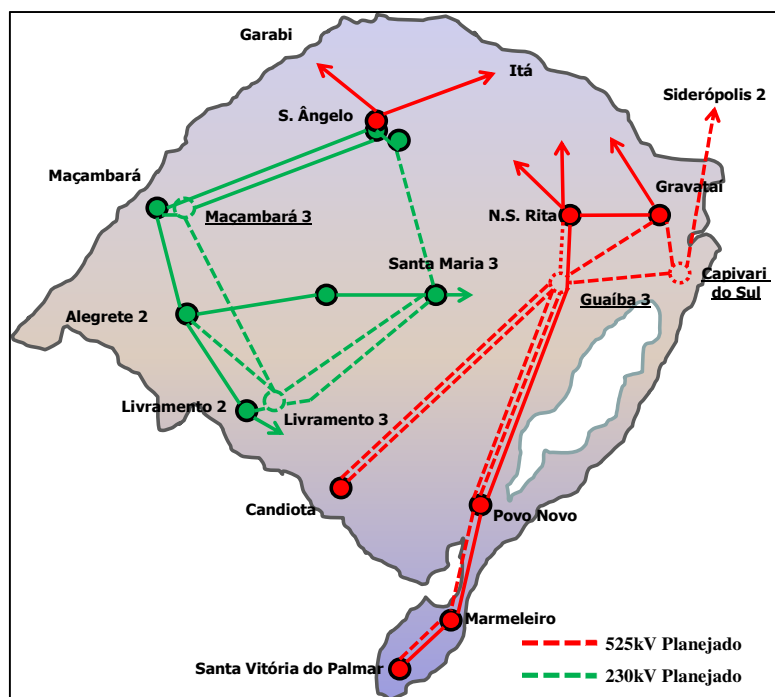 Garabi
Itá
Siderópolis 2
S. Ângelo
Maçambará
Gravataí
Maçambará 3
N.S. Rita
Santa Maria 3
Capivari
do Sul
Guaíba 3
Alegrete 2
Livramento 2
Livramento 3
Candiota
Povo Novo
Marmeleiro
525kV Planejado
Santa Vitória do Palmar
230kV Planejado